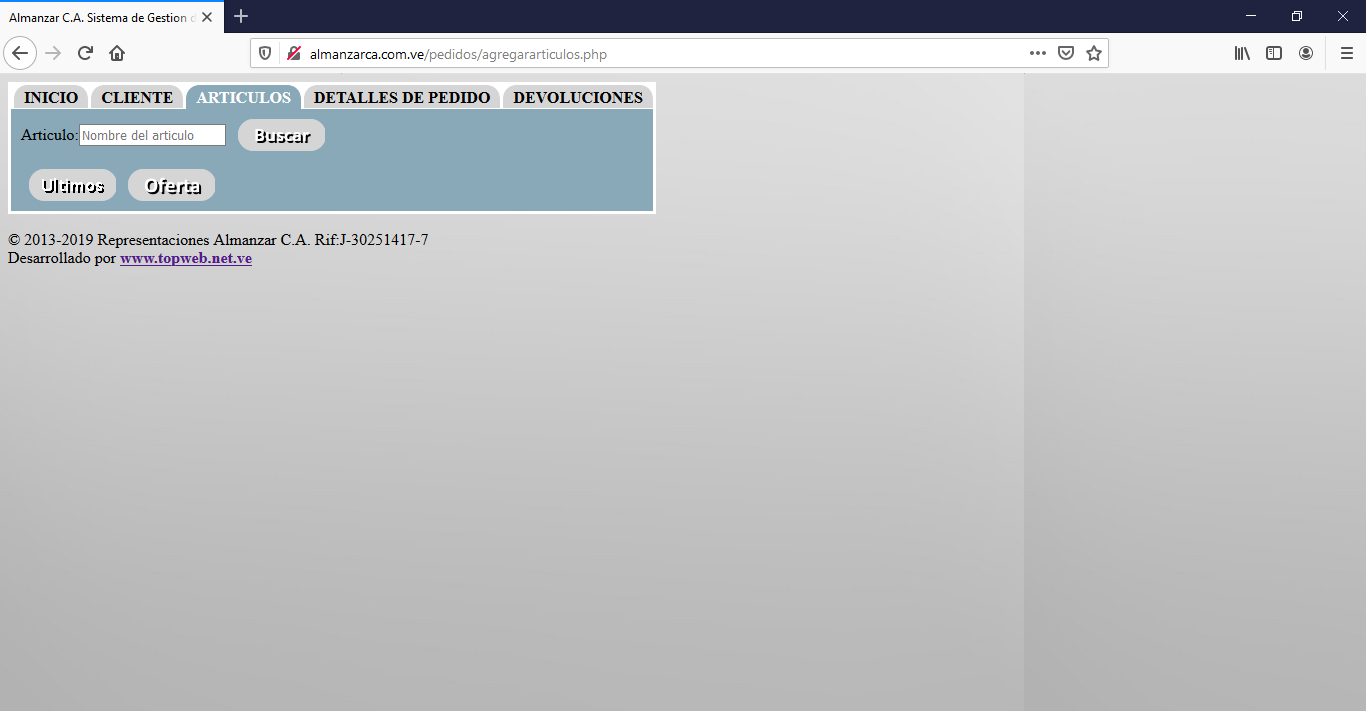 Almanzar C.A. Sistema de Gestion
almanzarca.com.ve/pedidos/agregararticulos.php
INICIO CLIENTE ARTICULOS DETALLES DE PEDIDO DEVOLUCIONES
Articulo: Nombre del articulo Buscar
Ultimos Oferta
© 2013-2019 Representaciones Almanzar C.A. Rif:J-30251417-7
Desarrollado por www.topweb.net.ve